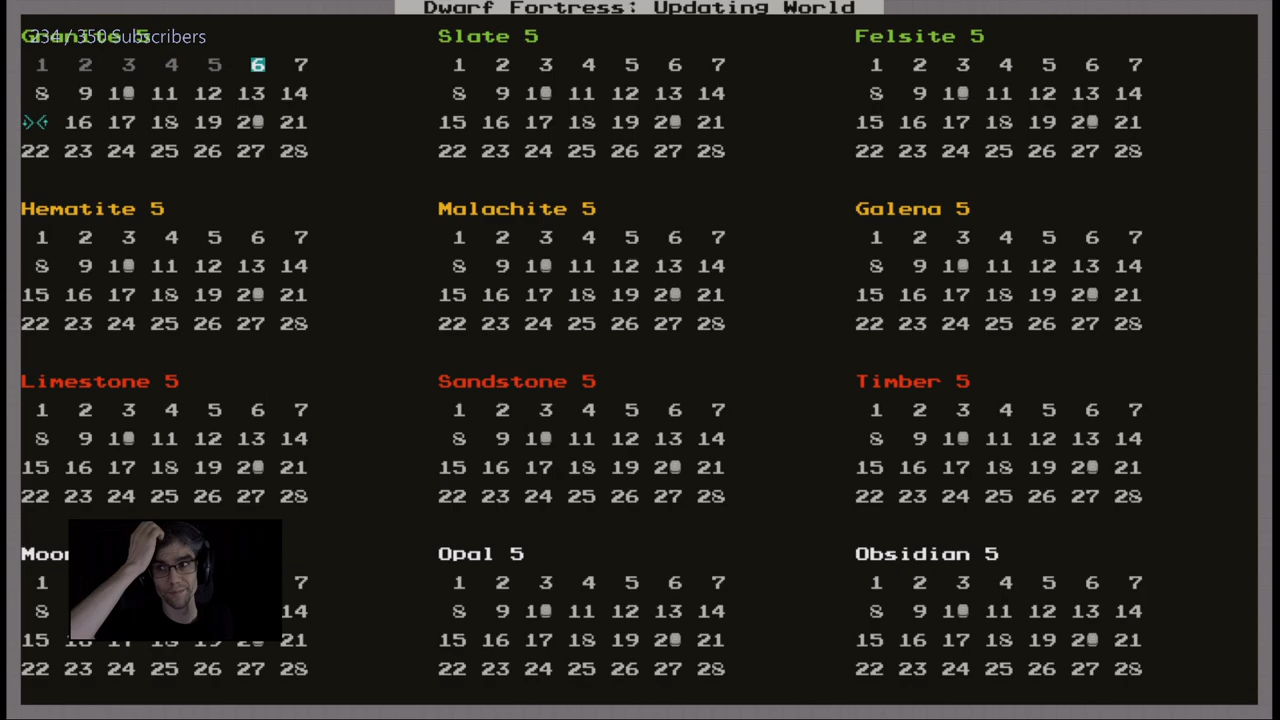 Dwarf Fortress: Updating World
234 / 350 Subscribers
Granite 5 Slate 5 Felsite 5
1 2 3 4 5 6 7 1 2 3 4 5 6 7 1 2 3 4 5 6 7
8 9 10 11 12 13 14 8 9 10 11 12 13 14 8 9 10 11 12 13 14
16 17 18 19 20 21 15 16 17 18 19 20 21 15 16 17 18 19 20 21
22 23 24 25 26 27 28 22 23 24 25 26 27 28 22 23 24 25 26 27 28
Hematite 5 Malachite 5 Galena 5
1 2 3 4 5 6 7 1 2 3 4 5 6 7 1 2 3 4 5 6 7
8 9 10 11 12 13 14 8 9 10 11 12 13 14 8 9 10 11 12 13 14
15 16 17 18 19 20 21 15 16 17 18 19 20 21 15 16 17 18 19 20 21
22 23 24 25 26 27 28 22 23 24 25 26 27 28 22 23 24 25 26 27 28
Limestone 5 Sandstone 5 Timber 5
1 2 3 4 5 6 7 1 2 3 4 5 6 7 1 2 3 4 5 6 7
8 9 10 11 12 13 14 8 9 10 11 12 13 14 8 9 10 11 12 13 14
15 16 17 18 19 20 21 15 16 17 18 19 20 21 15 16 17 18 19 20 21
22 23 24 25 26 27 28 22 23 24 25 26 27 28 22 23 24 25 26 27 28
Moon Opal 5 Obsidian 5
1 7 1 2 3 4 5 6 7 1 2 3 4 5 6 7
8 14 8 9 10 11 12 13 14 8 9 10 11 12 13 14
15 16 17 18 19 20 21 15 16 17 18 19 20 21 15 16 17 18 19 20 21
22 23 24 25 26 27 28 22 23 24 25 26 27 28 22 23 24 25 26 27 28